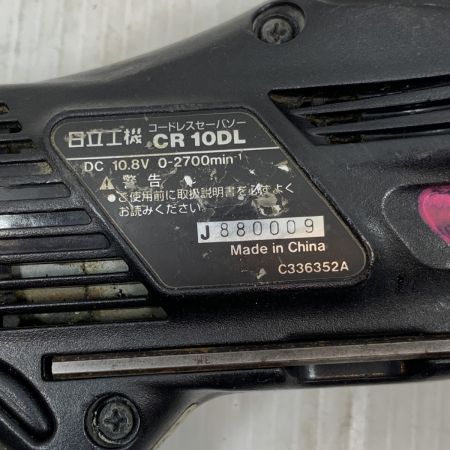 コードレスセーバソー
日立工機 CR 10DL
DC 10.8V 0-2700min⁻¹
⚠ 警告
●ご使用前に取扱説明書を必ずよく
お読みください
J880009
Made in China
C336352A